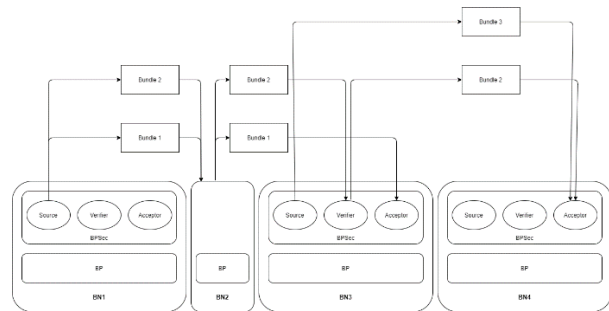 Bundle 3
Bundle 2
Bundle 2
Bundle 2
Bundle 1
Bundle 1
Source
Verifier
Acceptor
BPSec
BP
BN1
BP
BN2
Source
Verifier
Acceptor
BPSec
BP
BN3
Source
Verifier
Acceptor
BPSec
BP
BN4